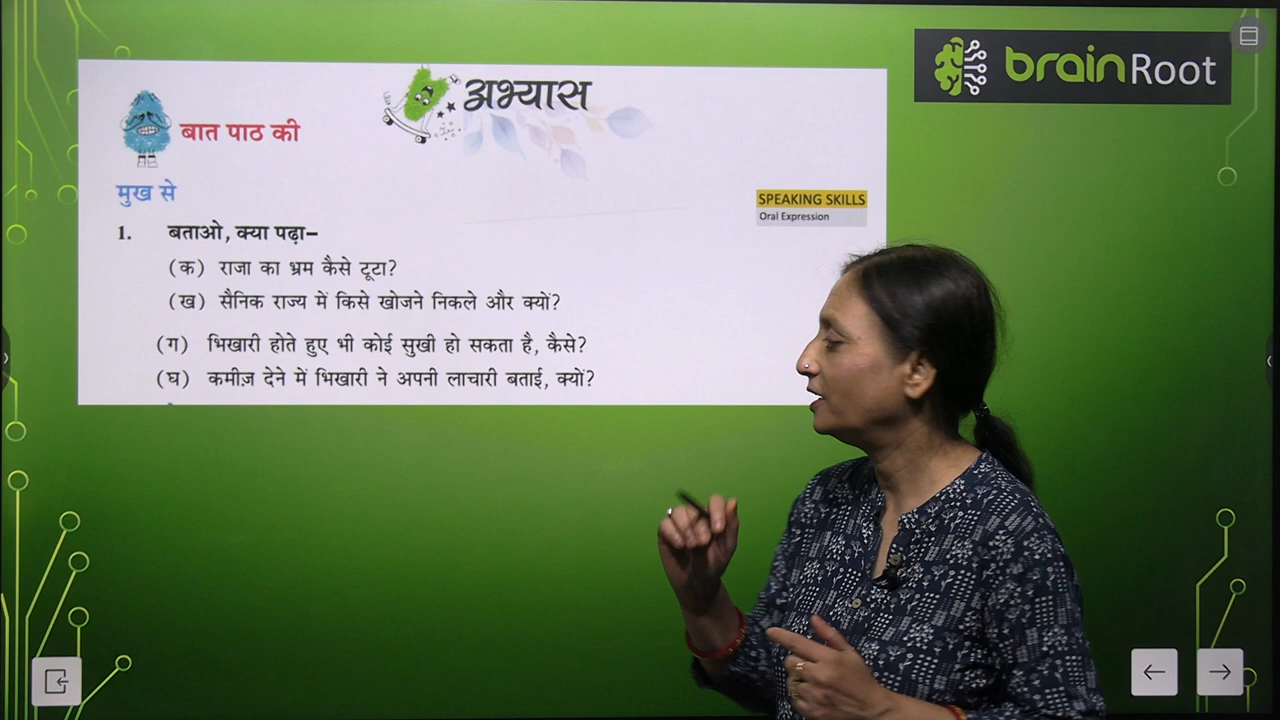 brainRoot
अभ्यास
बात पाठ की
मुख से
SPEAKING SKILLS
Oral Expression
1. बताओ, क्या पढ़ा–
(क) राजा का भ्रम कैसे टूटा?
(ख) सैनिक राज्य में किसे खोजने निकले और क्यों?
(ग) भिखारी होते हुए भी कोई सुखी हो सकता है, कैसे?
(घ) कमीज़ देने में भिखारी ने अपनी लाचारी बताई, क्यों?